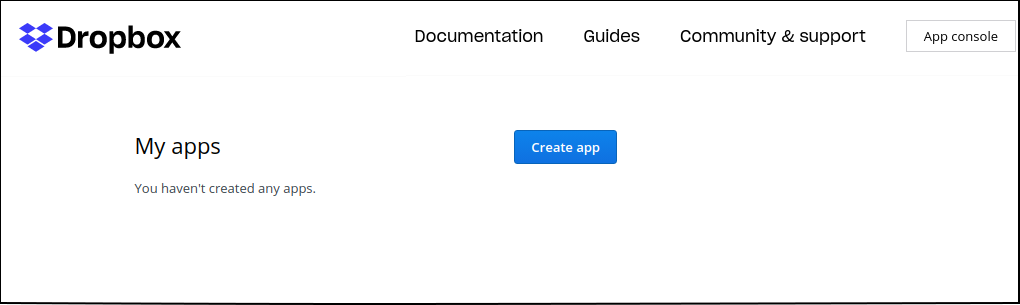 Dropbox
Documentation Guides Community & support App console
My apps Create app
You haven't created any apps.